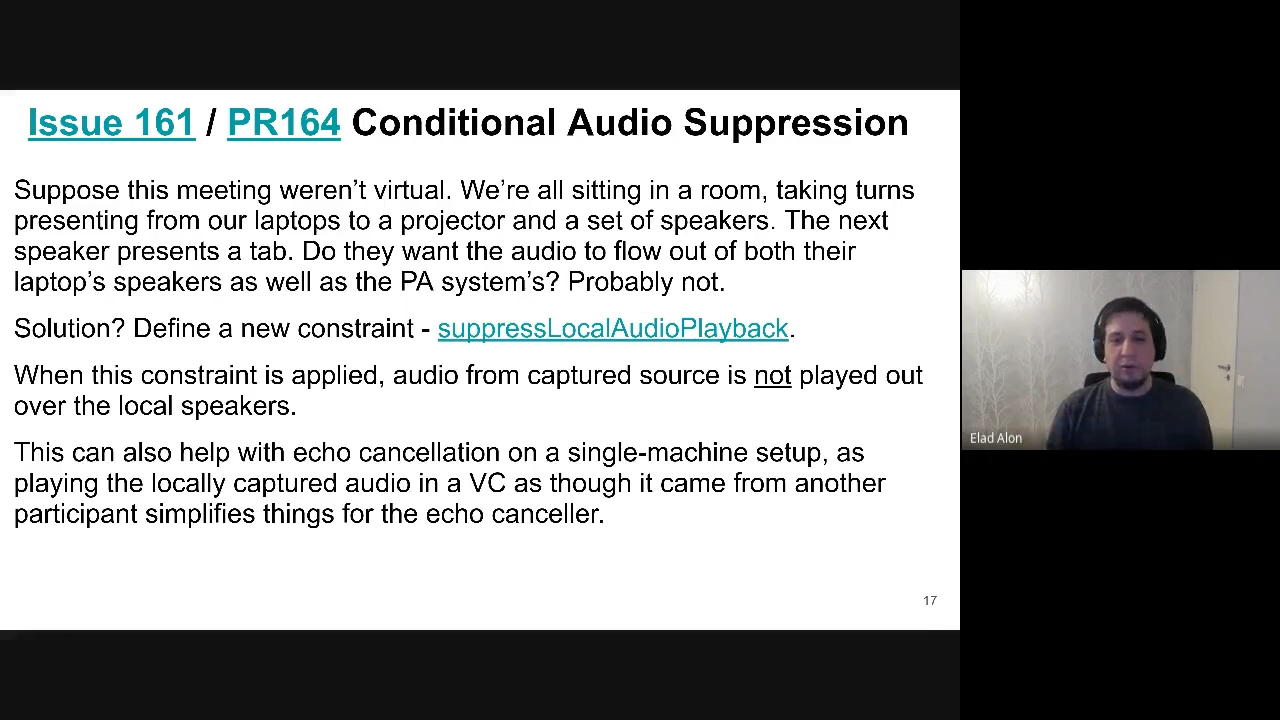 Issue 161 / PR164 Conditional Audio Suppression
Suppose this meeting weren’t virtual. We’re all sitting in a room, taking turns
presenting from our laptops to a projector and a set of speakers. The next
speaker presents a tab. Do they want the audio to flow out of both their
laptop’s speakers as well as the PA system’s? Probably not.
Solution? Define a new constraint - suppressLocalAudioPlayback.
When this constraint is applied, audio from captured source is not played out
over the local speakers.
This can also help with echo cancellation on a single-machine setup, as
playing the locally captured audio in a VC as though it came from another
participant simplifies things for the echo canceller.
17
Elad Alon